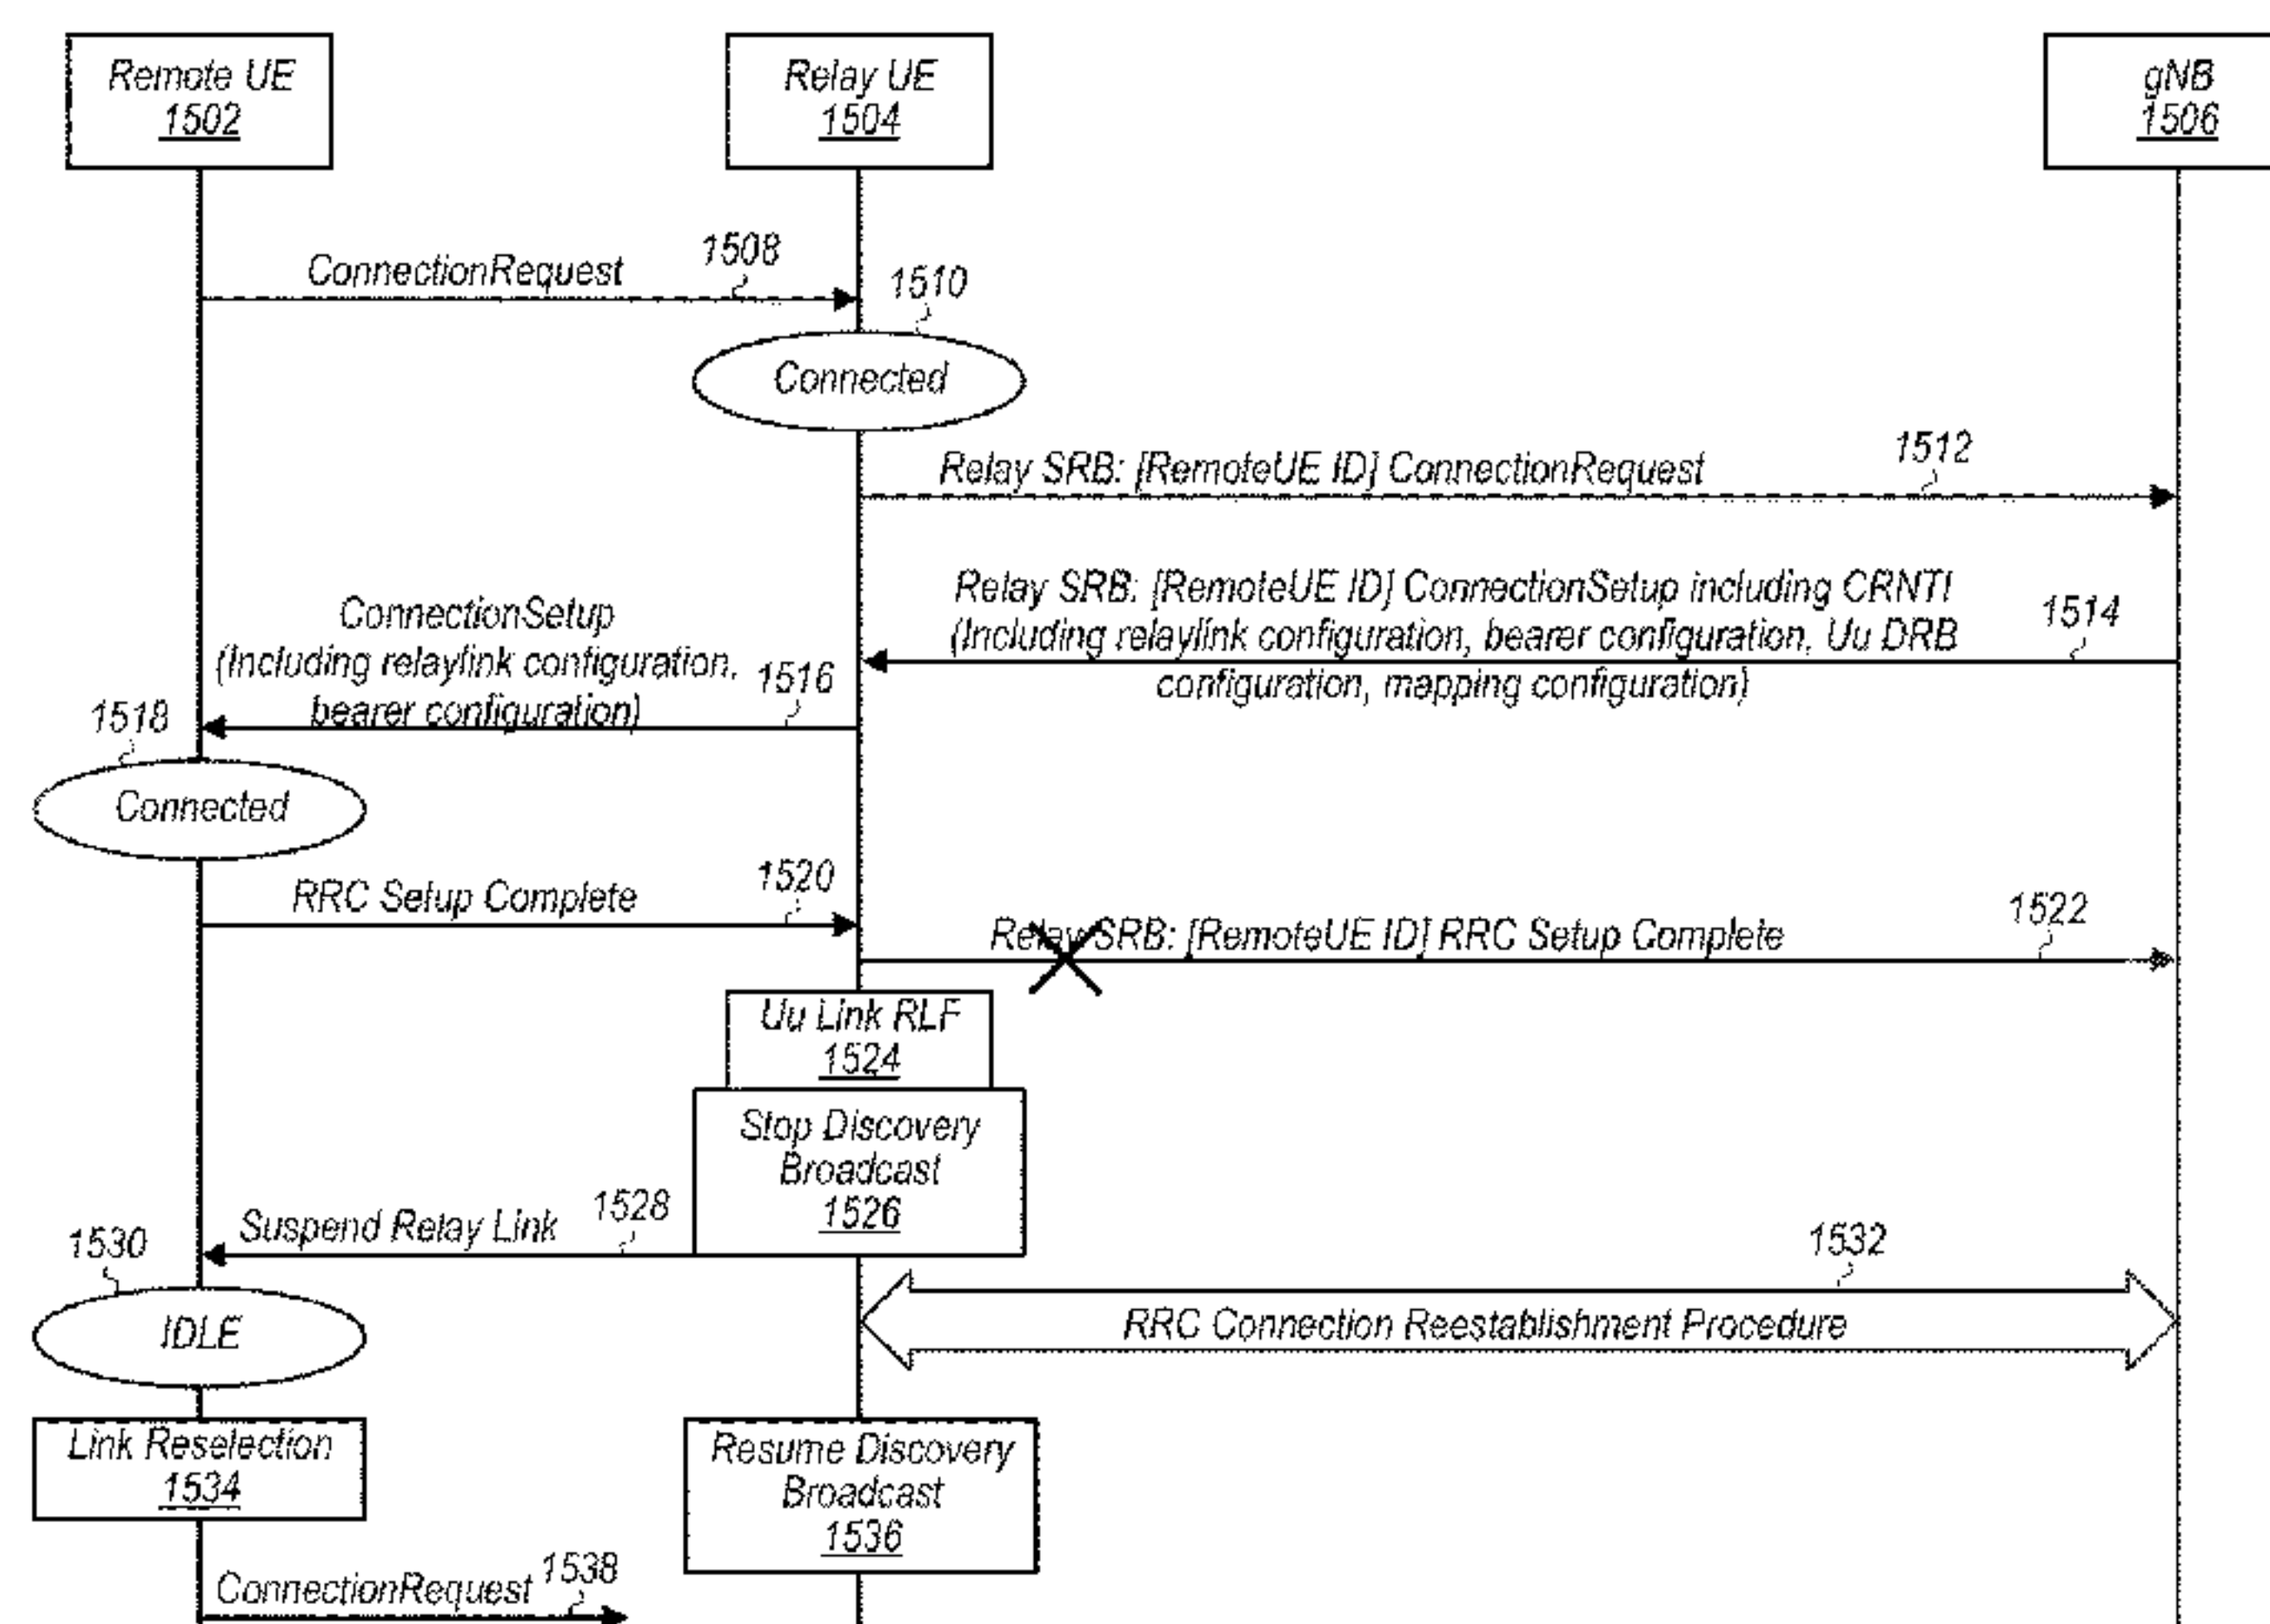 Remote UE
1502
Relay UE
1504
gNB
1506
ConnectionRequest
1508
1510
Connected
Relay SRB: [RemoteUE ID] ConnectionRequest
1512
Relay SRB: [RemoteUE ID] ConnectionSetup including CRNTI
(Including relaylink configuration, bearer configuration, Uu DRB
configuration, mapping configuration)
1514
ConnectionSetup
(Including relaylink configuration,
bearer configuration)
1516
1518
Connected
RRC Setup Complete
1520
Relay SRB: [RemoteUE ID] RRC Setup Complete
1522
Uu Link RLF
1524
Stop Discovery
Broadcast
1526
Suspend Relay Link
1528
1530
IDLE
1532
RRC Connection Reestablishment Procedure
Link Reselection
1534
Resume Discovery
Broadcast
1536
ConnectionRequest
1538